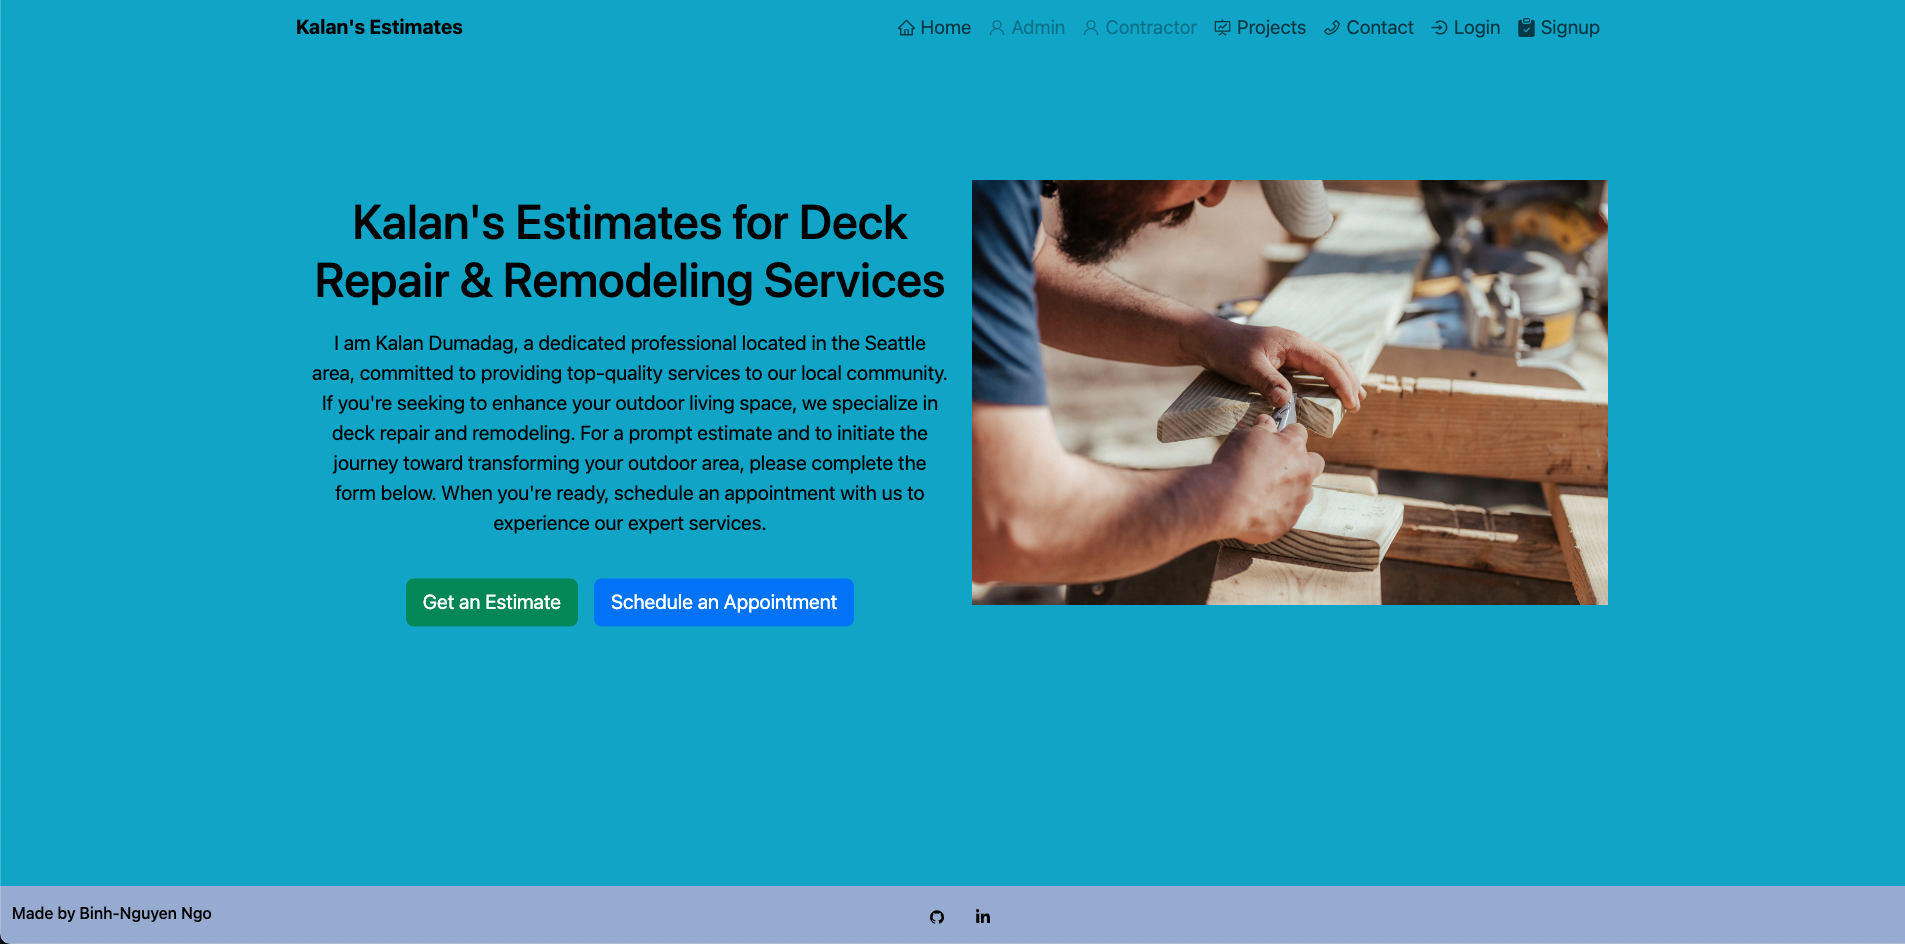 Kalan's Estimates
Home Admin Contractor Projects Contact Login Signup
Kalan's Estimates for Deck
Repair & Remodeling Services
I am Kalan Dumadag, a dedicated professional located in the Seattle
area, committed to providing top-quality services to our local community.
If you're seeking to enhance your outdoor living space, we specialize in
deck repair and remodeling. For a prompt estimate and to initiate the
journey toward transforming your outdoor area, please complete the
form below. When you're ready, schedule an appointment with us to
experience our expert services.
Get an Estimate Schedule an Appointment
Made by Binh-Nguyen Ngo
in